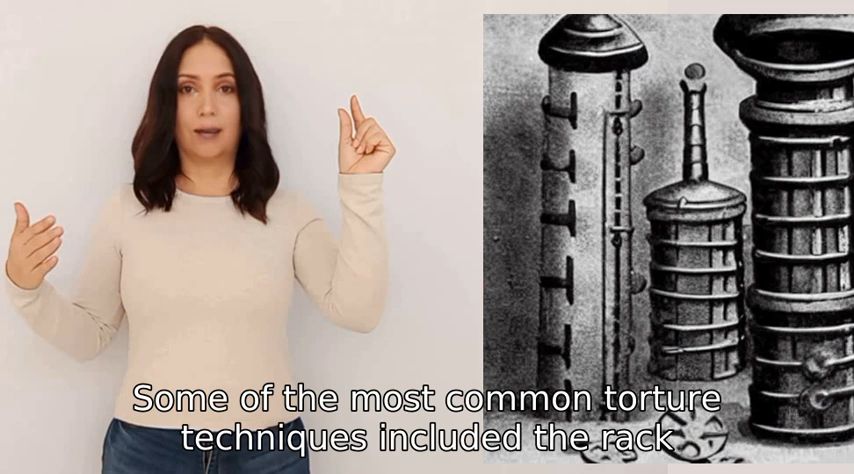 Some of the most common torture
techniques included the rack